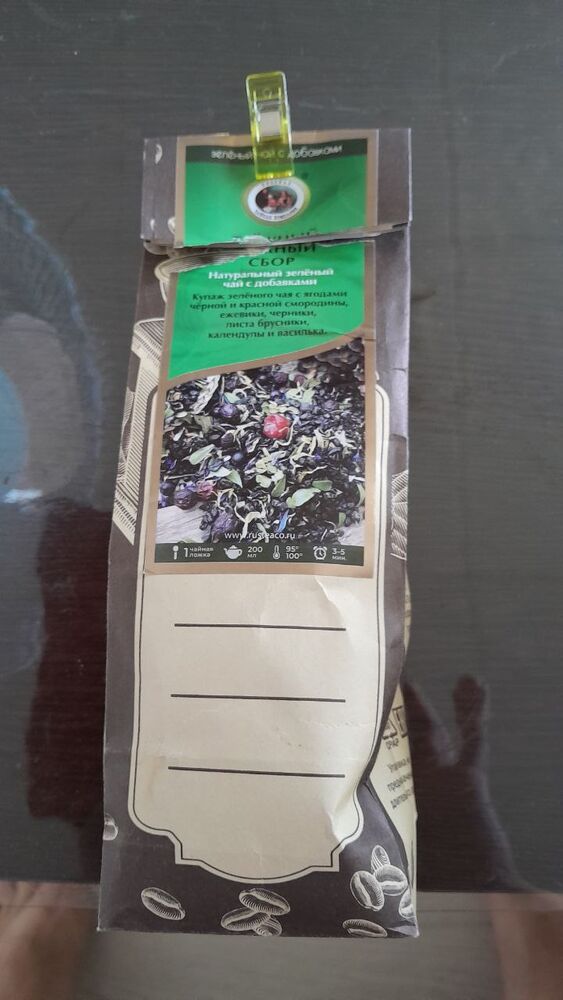 зелёный чай с добавками
СБОР
Натуральный зелёный
чай с добавками
Купаж зелёного чая с ягодами
чёрной и красной смородины,
ежевики, черники,
листа брусники,
календулы и василька.
www.rusteaco.ru
1 чайная ложка 200 мл 95° 100° 3-5 мин.